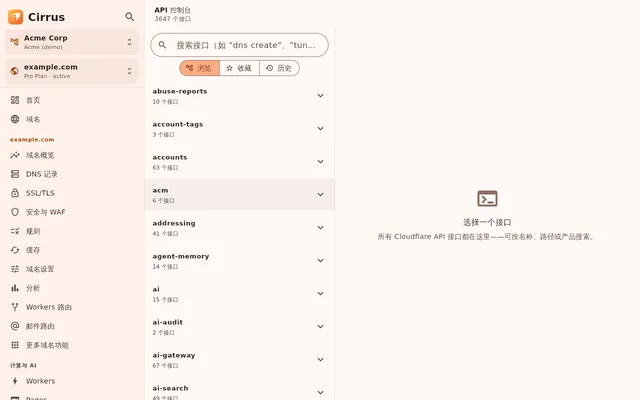 Cirrus
Acme Corp
Acme (demo)
example.com
Pro Plan · active
首页
域名
example.com
域名概览
DNS 记录
SSL/TLS
安全与 WAF
规则
缓存
域名设置
分析
Workers 路由
邮件路由
更多域名功能
计算与 AI
Workers
Pages
API 控制台
3647 个接口
搜索接口（如 "dns create"、"tun...
浏览
收藏
历史
abuse-reports
10 个接口
account-tags
3 个接口
accounts
63 个接口
acm
6 个接口
addressing
41 个接口
agent-memory
14 个接口
ai
15 个接口
ai-audit
2 个接口
ai-gateway
67 个接口
ai-search
49 个接口
选择一个接口
所有 Cloudflare API 接口都在这里——可按名称、路径或产品搜索。